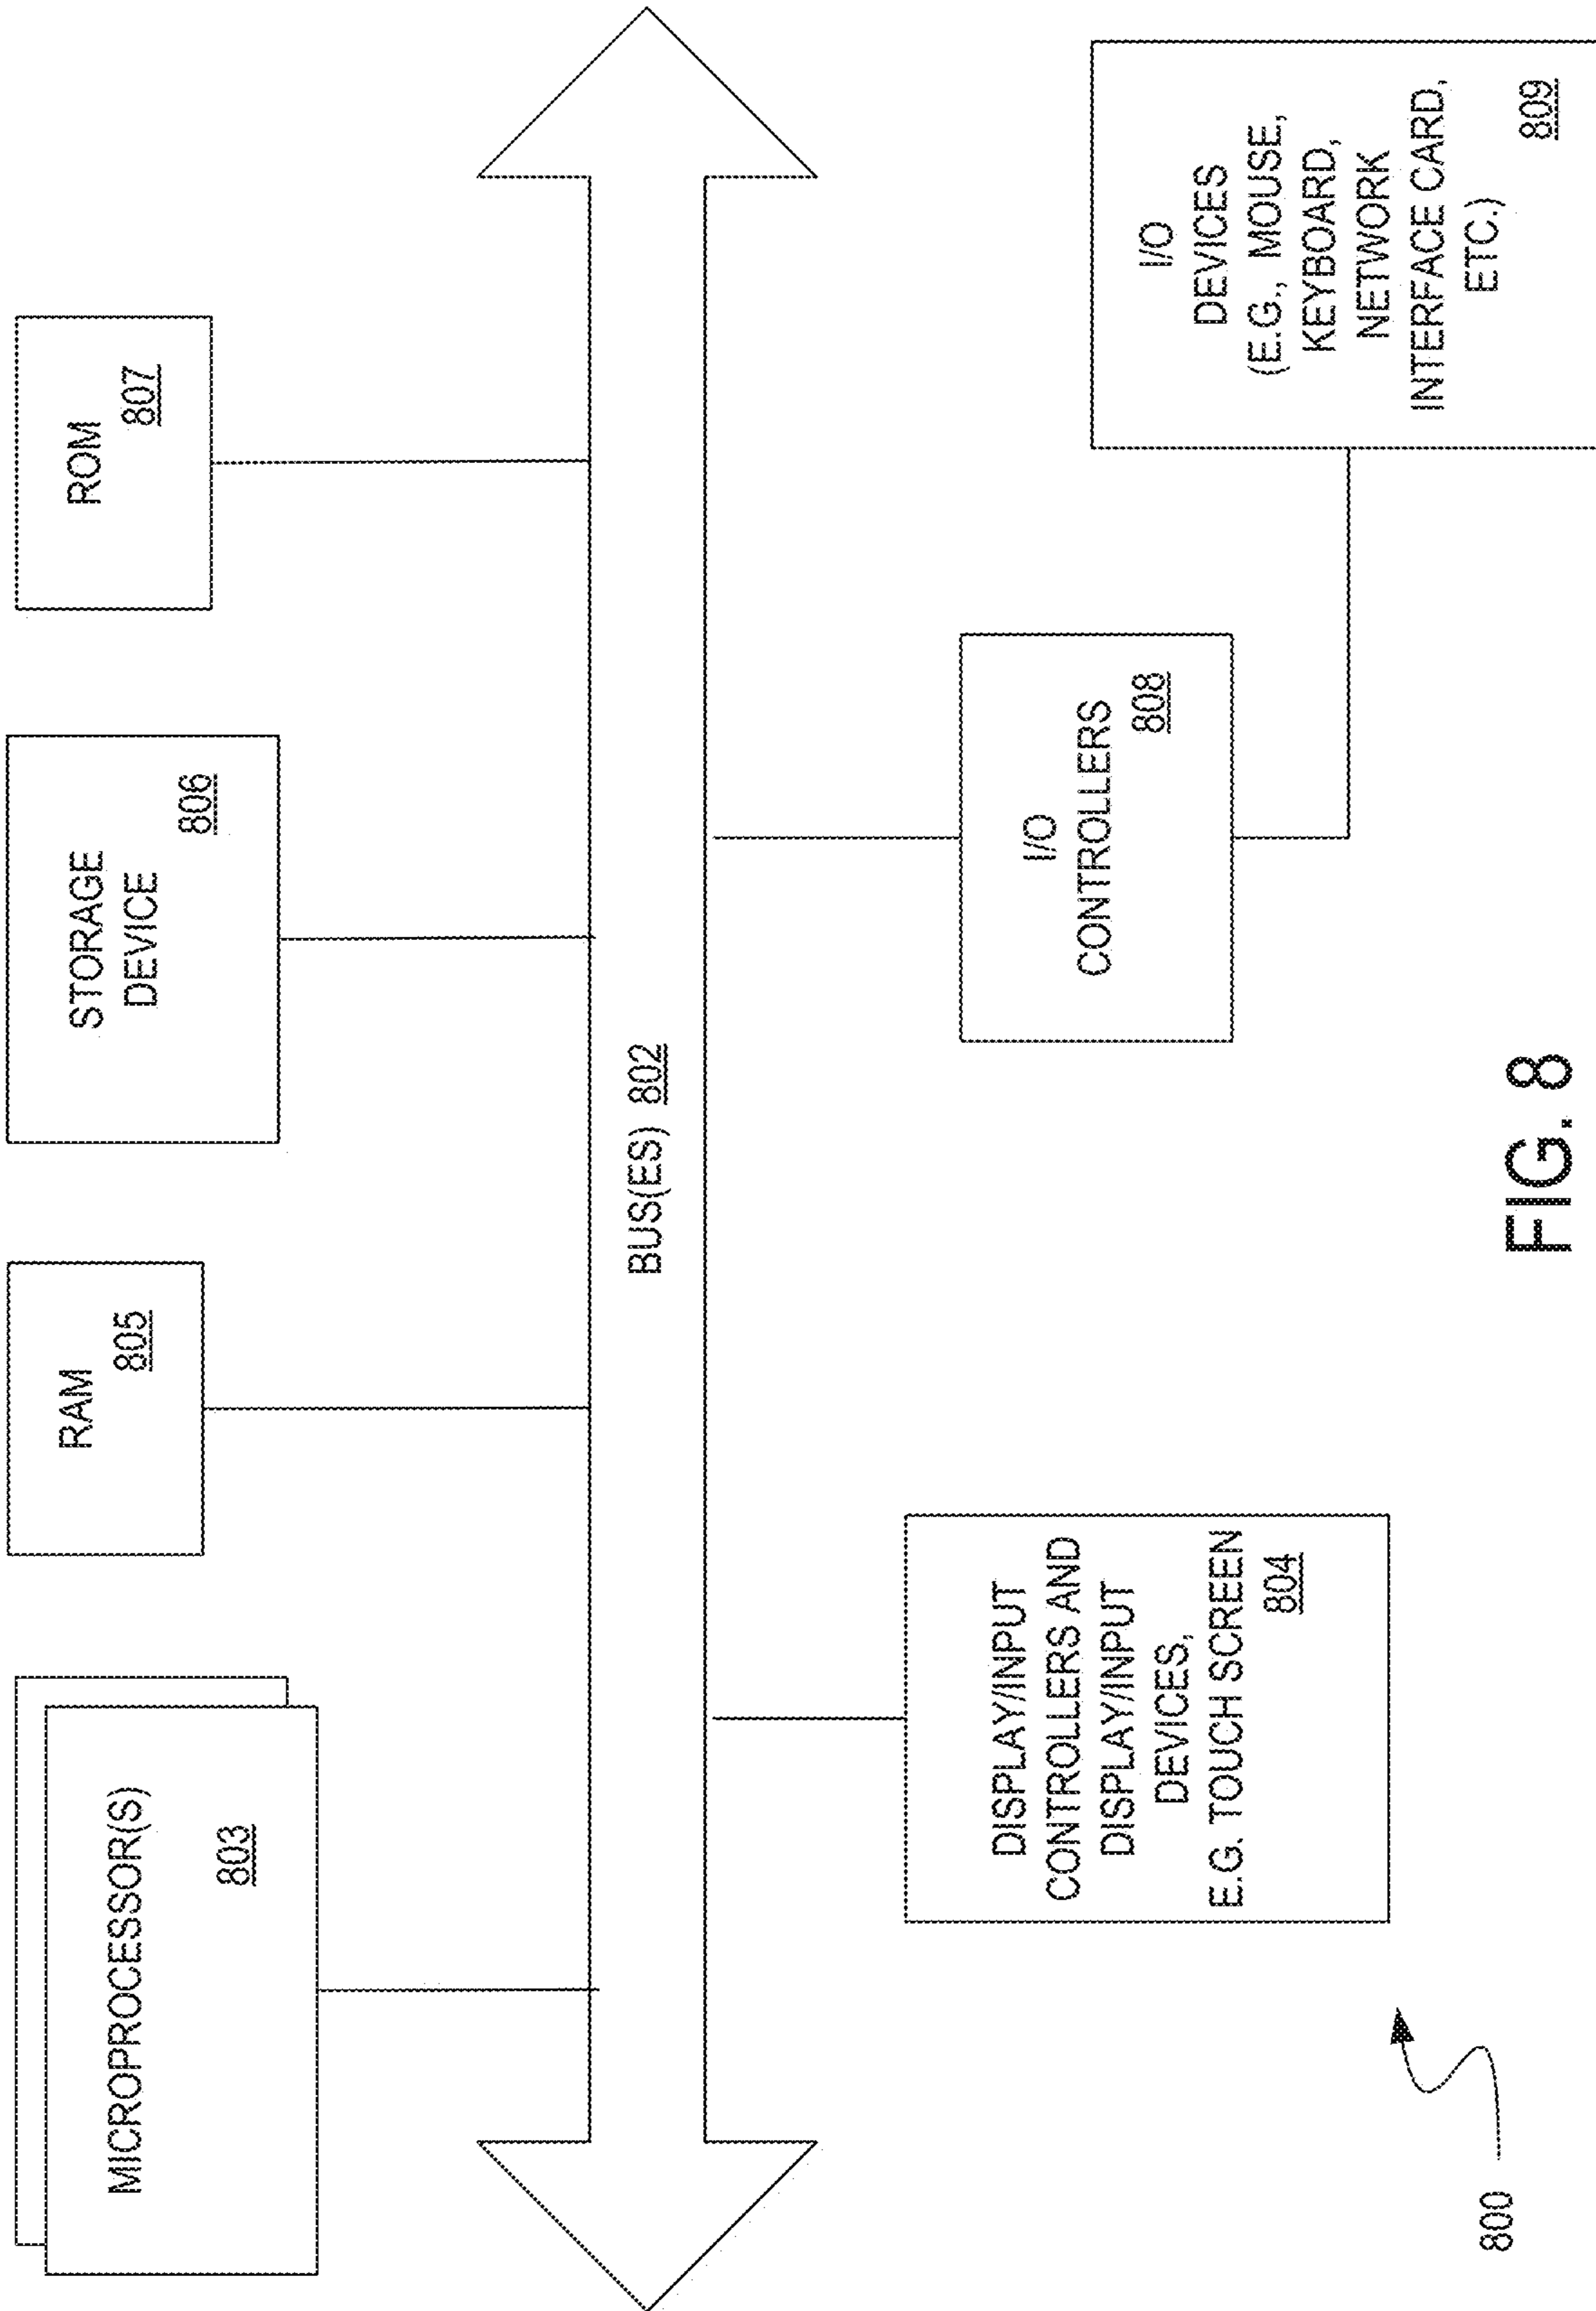 MICROPROCESSOR(S)
803
RAM
805
STORAGE
DEVICE
806
ROM
807
BUS(ES) 802
DISPLAY/INPUT
CONTROLLERS AND
DISPLAY/INPUT
DEVICES,
E.G. TOUCH SCREEN
804
I/O
CONTROLLERS
808
I/O
DEVICES
(E.G., MOUSE,
KEYBOARD,
NETWORK
INTERFACE CARD,
ETC.)
809
800
FIG. 8